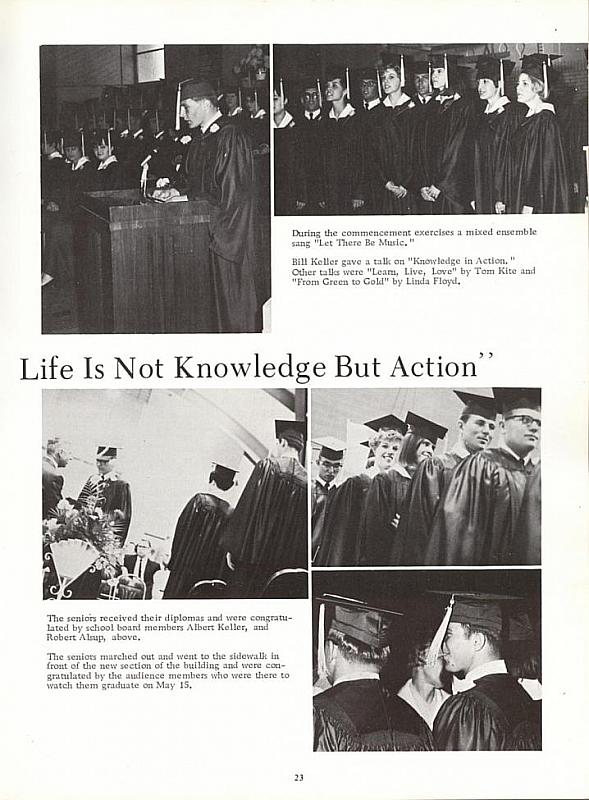 During the commencement exercises a mixed ensemble
sang "Let There Be Music."
Bill Keller gave a talk on "Knowledge in Action."
Other talks were "Learn, Live, Love" by Tom Kite and
"From Green to Gold" by Linda Floyd.
Life Is Not Knowledge But Action”
The seniors received their diplomas and were congratu-
lated by school board members Albert Keller, and
Robert Alsup, above.
The seniors marched out and went to the sidewalk in
front of the new section of the building and were con-
gratulated by the audience members who were there to
watch them graduate on May 15.
23